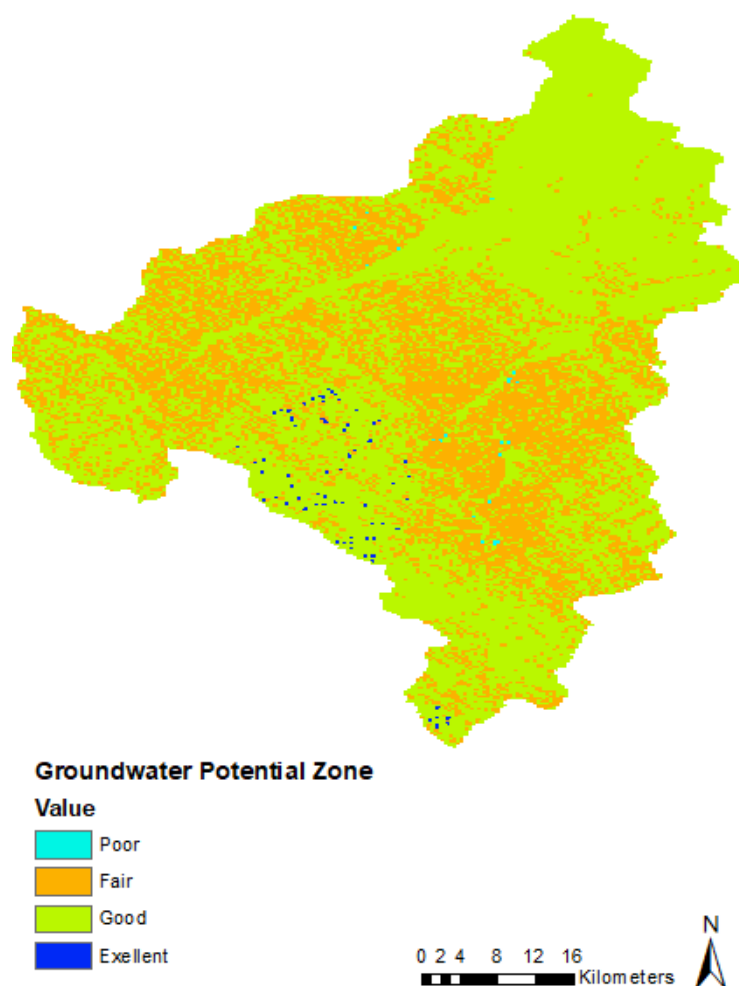 Groundwater Potential Zone
Value
Poor
Fair
Good
Exellent
N
0 2 4 8 12 16
Kilometers